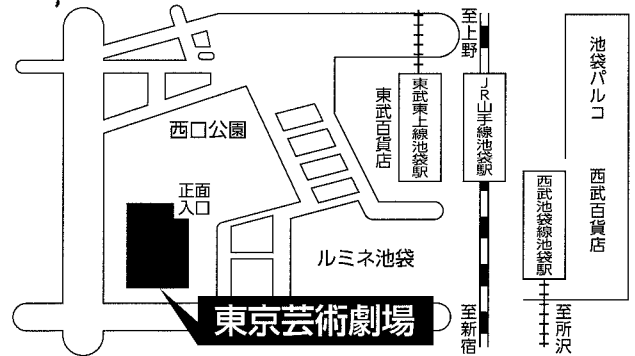 至上野
池袋パルコ
東武百貨店
東武東上線池袋駅
JR山手線池袋駅
西口公園
西武池袋線池袋駅
西武百貨店
正面
入口
ルミネ池袋
東京芸術劇場
至新宿
至所沢